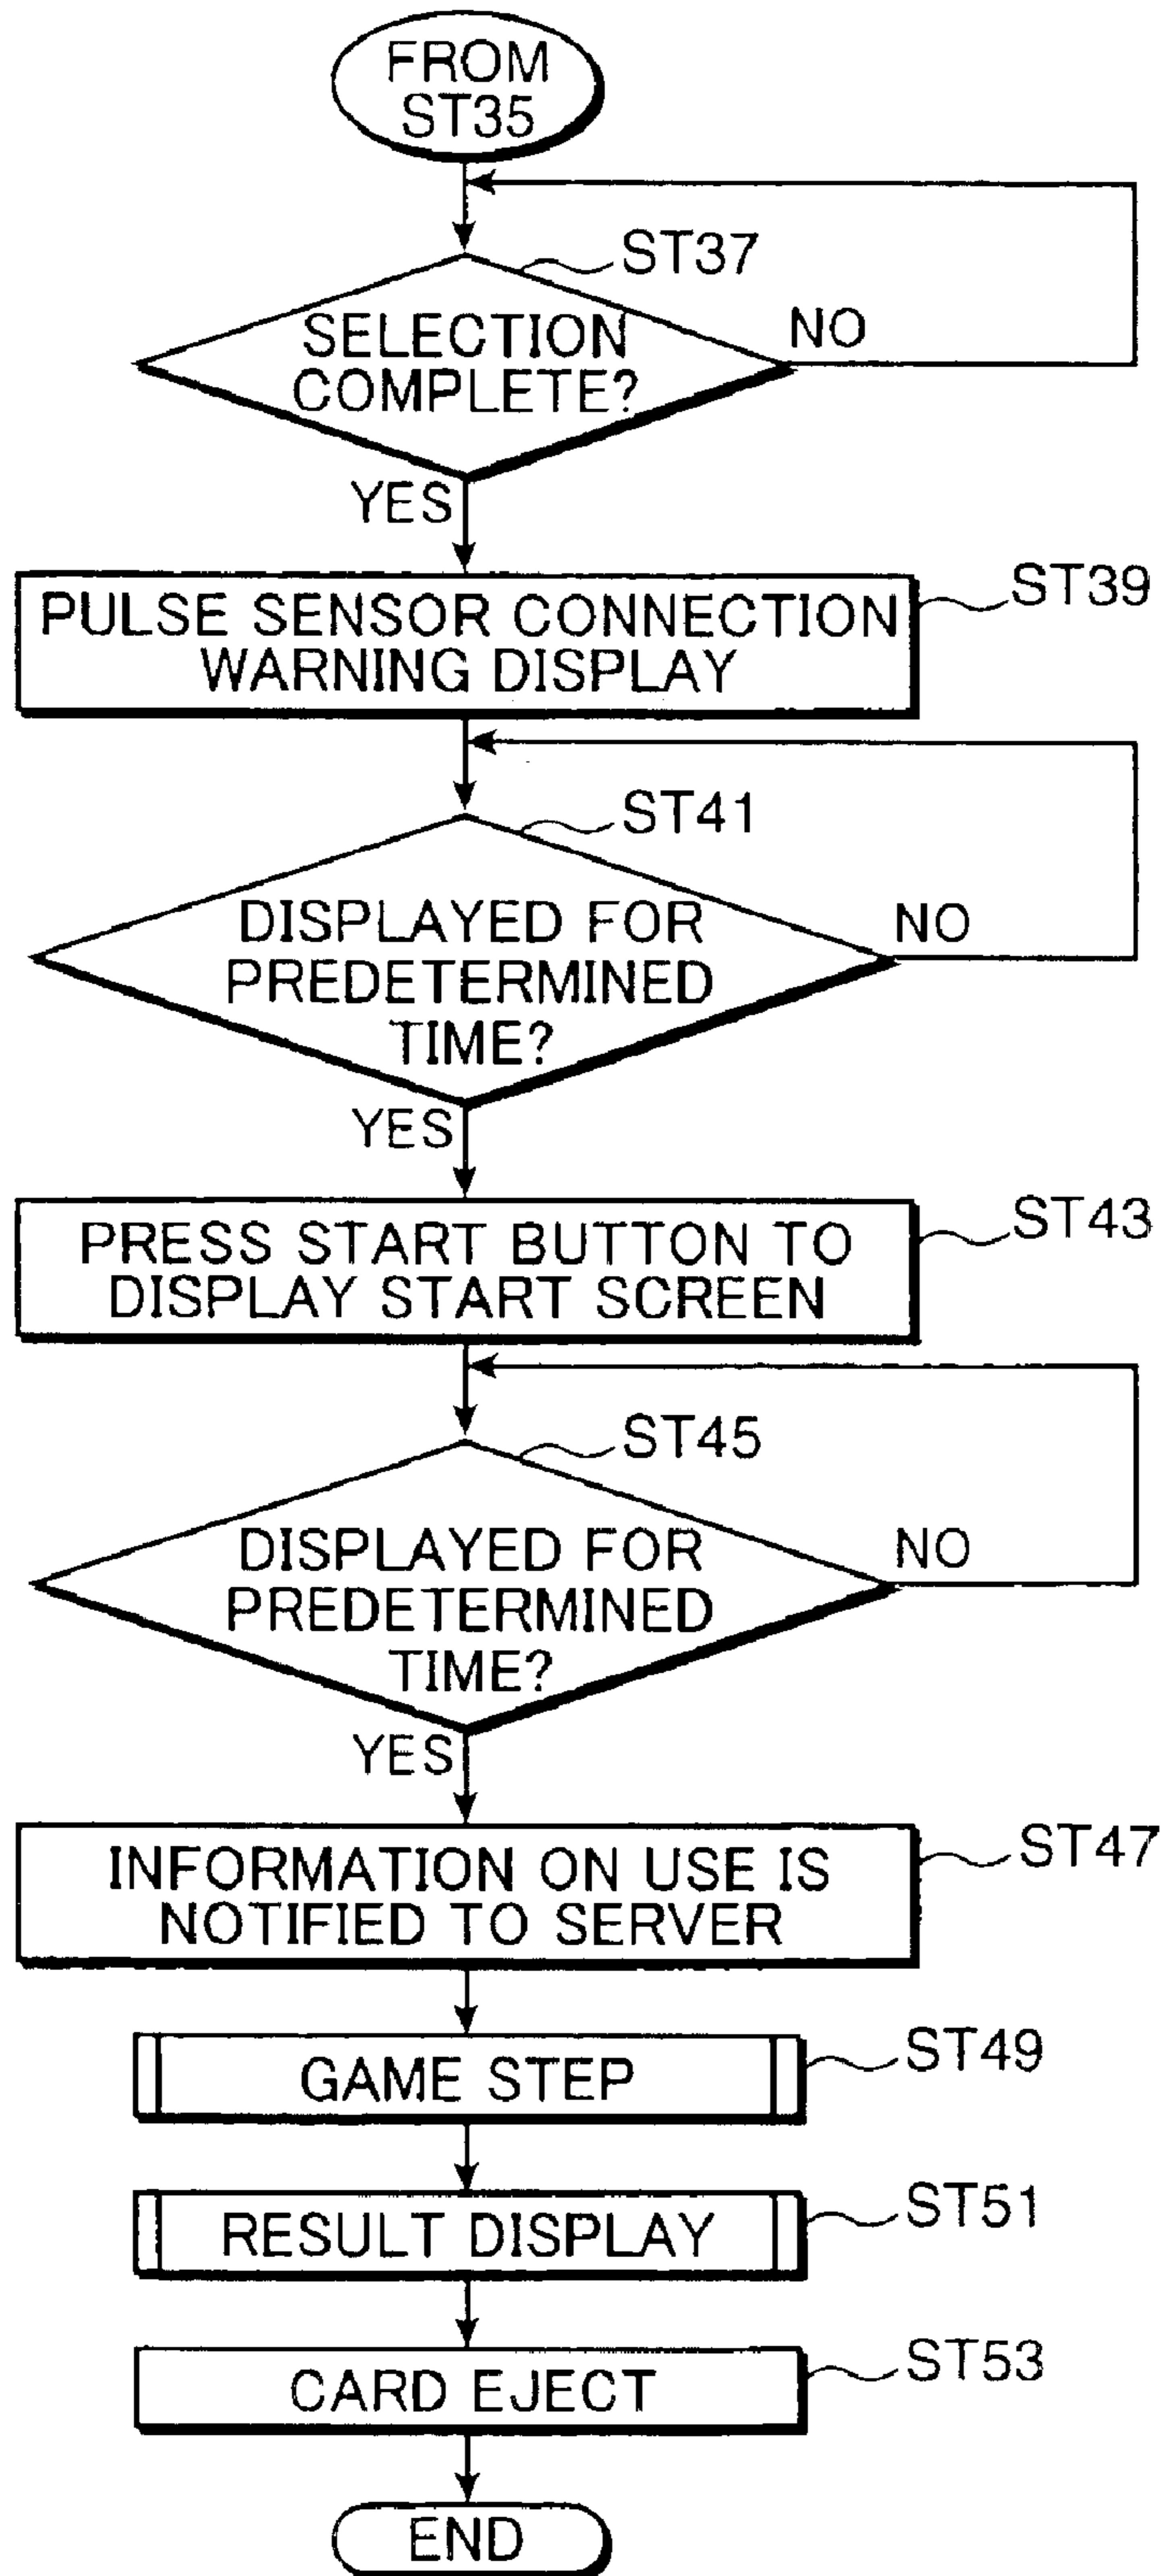 FROM
ST35
ST37
SELECTION
COMPLETE?
NO
YES
ST39
PULSE SENSOR CONNECTION
WARNING DISPLAY
ST41
DISPLAYED FOR
PREDETERMINED
TIME?
NO
YES
ST43
PRESS START BUTTON TO
DISPLAY START SCREEN
ST45
DISPLAYED FOR
PREDETERMINED
TIME?
NO
YES
ST47
INFORMATION ON USE IS
NOTIFIED TO SERVER
ST49
GAME STEP
ST51
RESULT DISPLAY
ST53
CARD EJECT
END